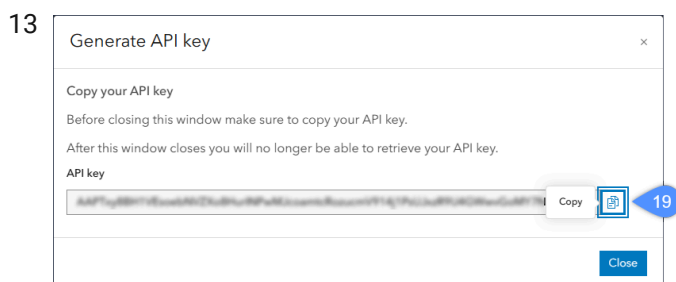 13
Generate API key ×
Copy your API key
Before closing this window make sure to copy your API key.
After this window closes you will no longer be able to retrieve your API key.
API key
Copy 19
Close